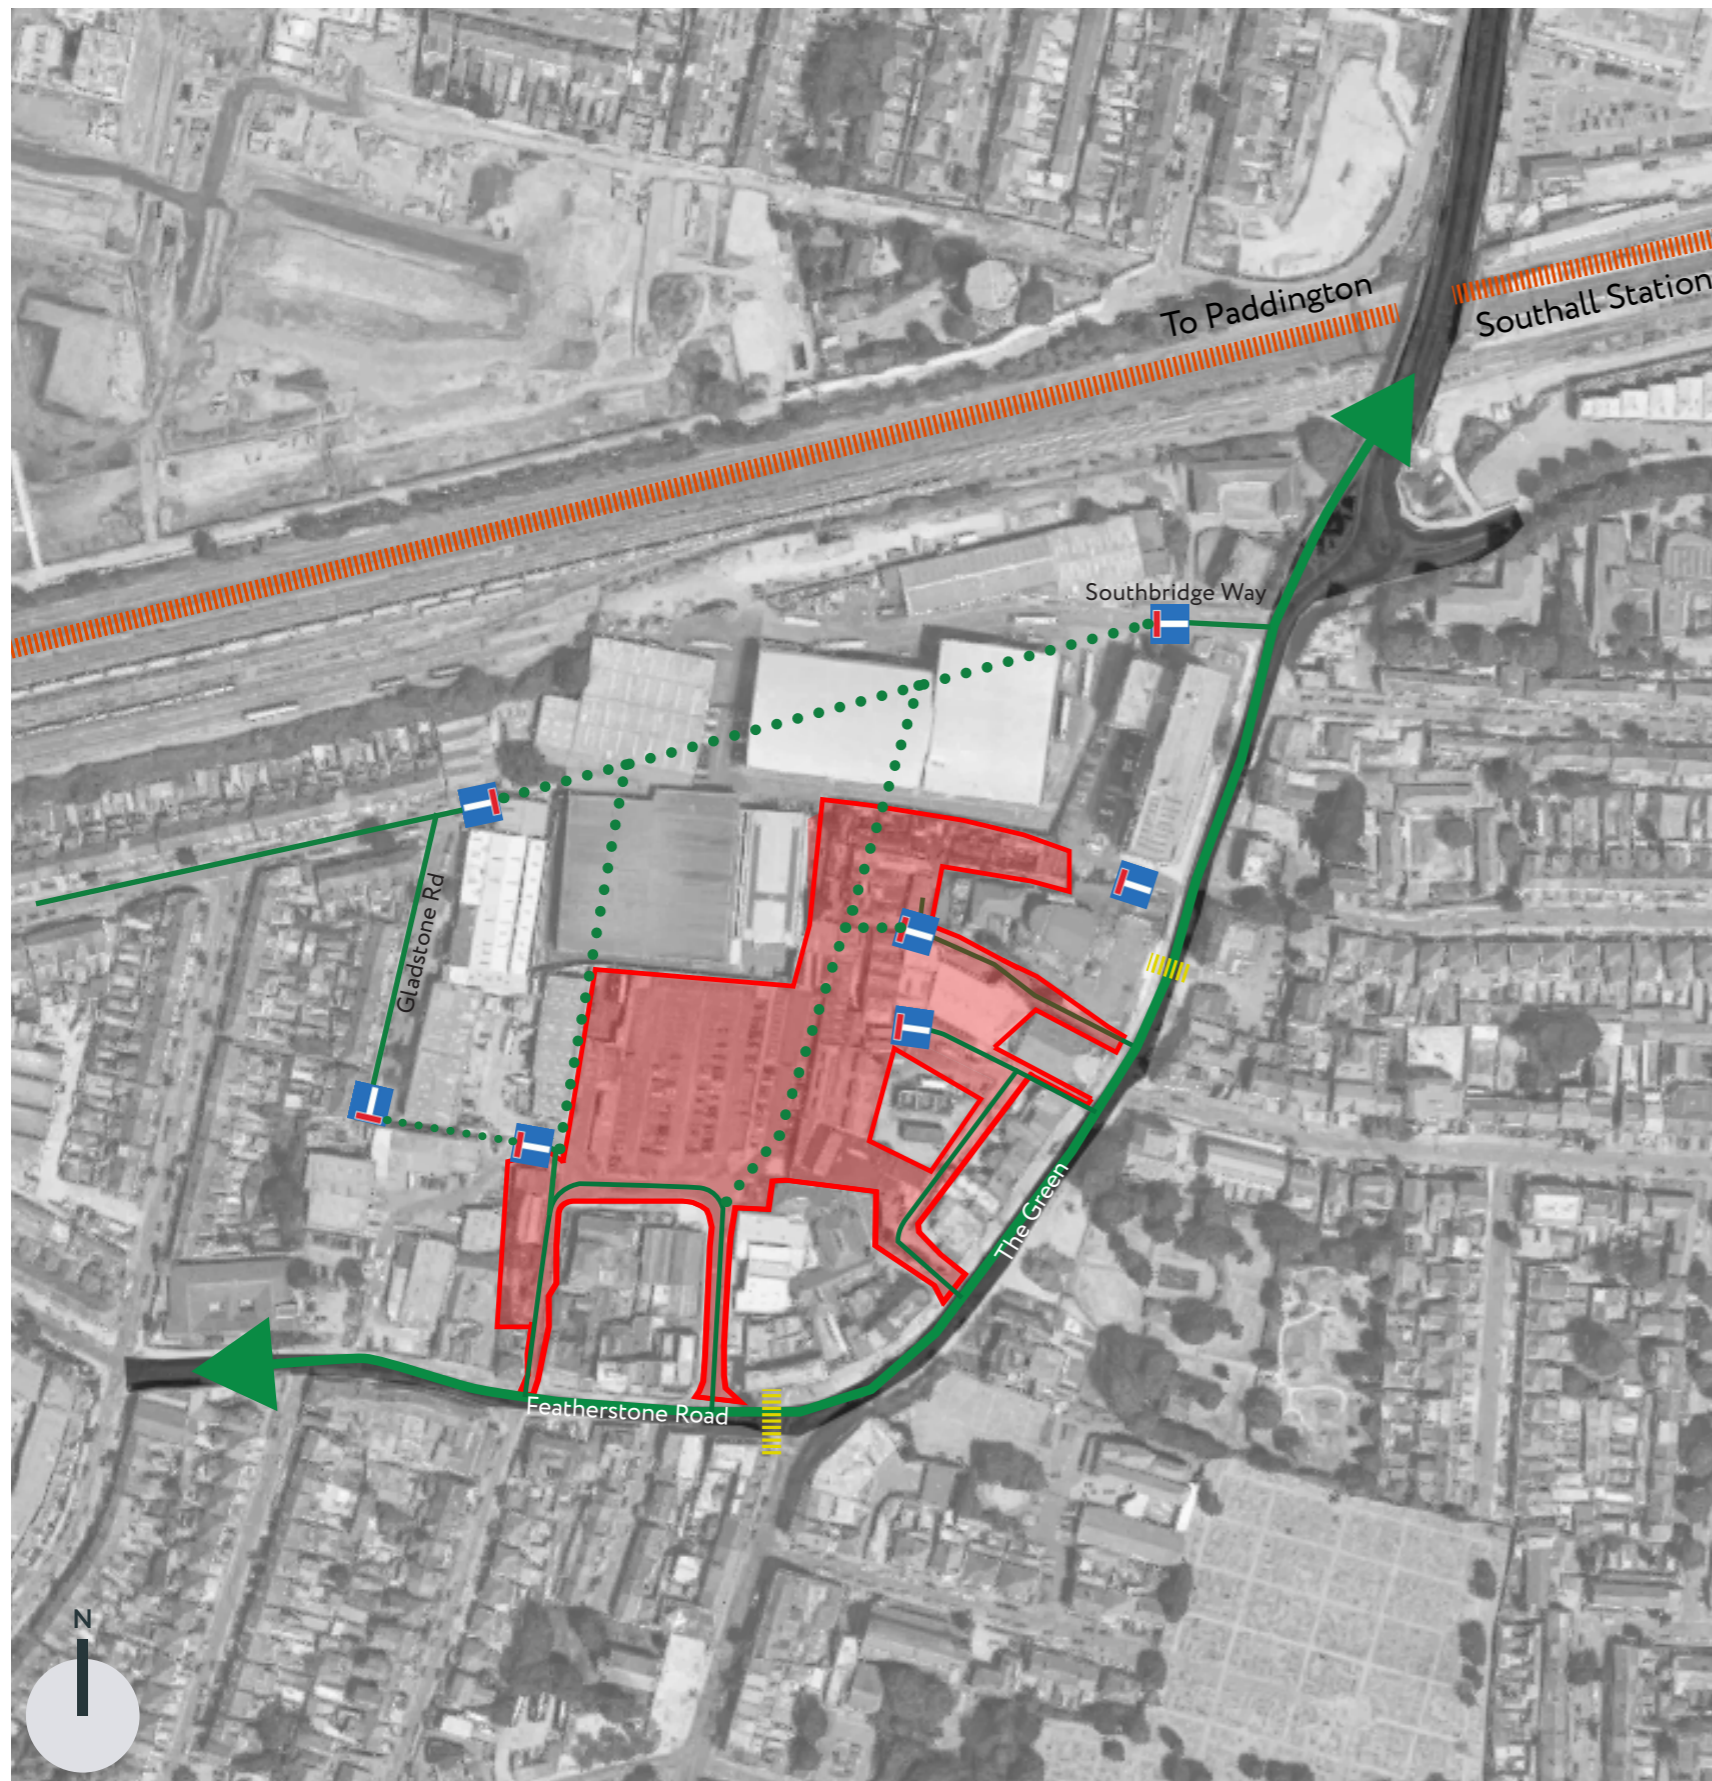 To Paddington
Southall Station
Southbridge Way
Gladstone Rd
The Green
Featherstone Road
N